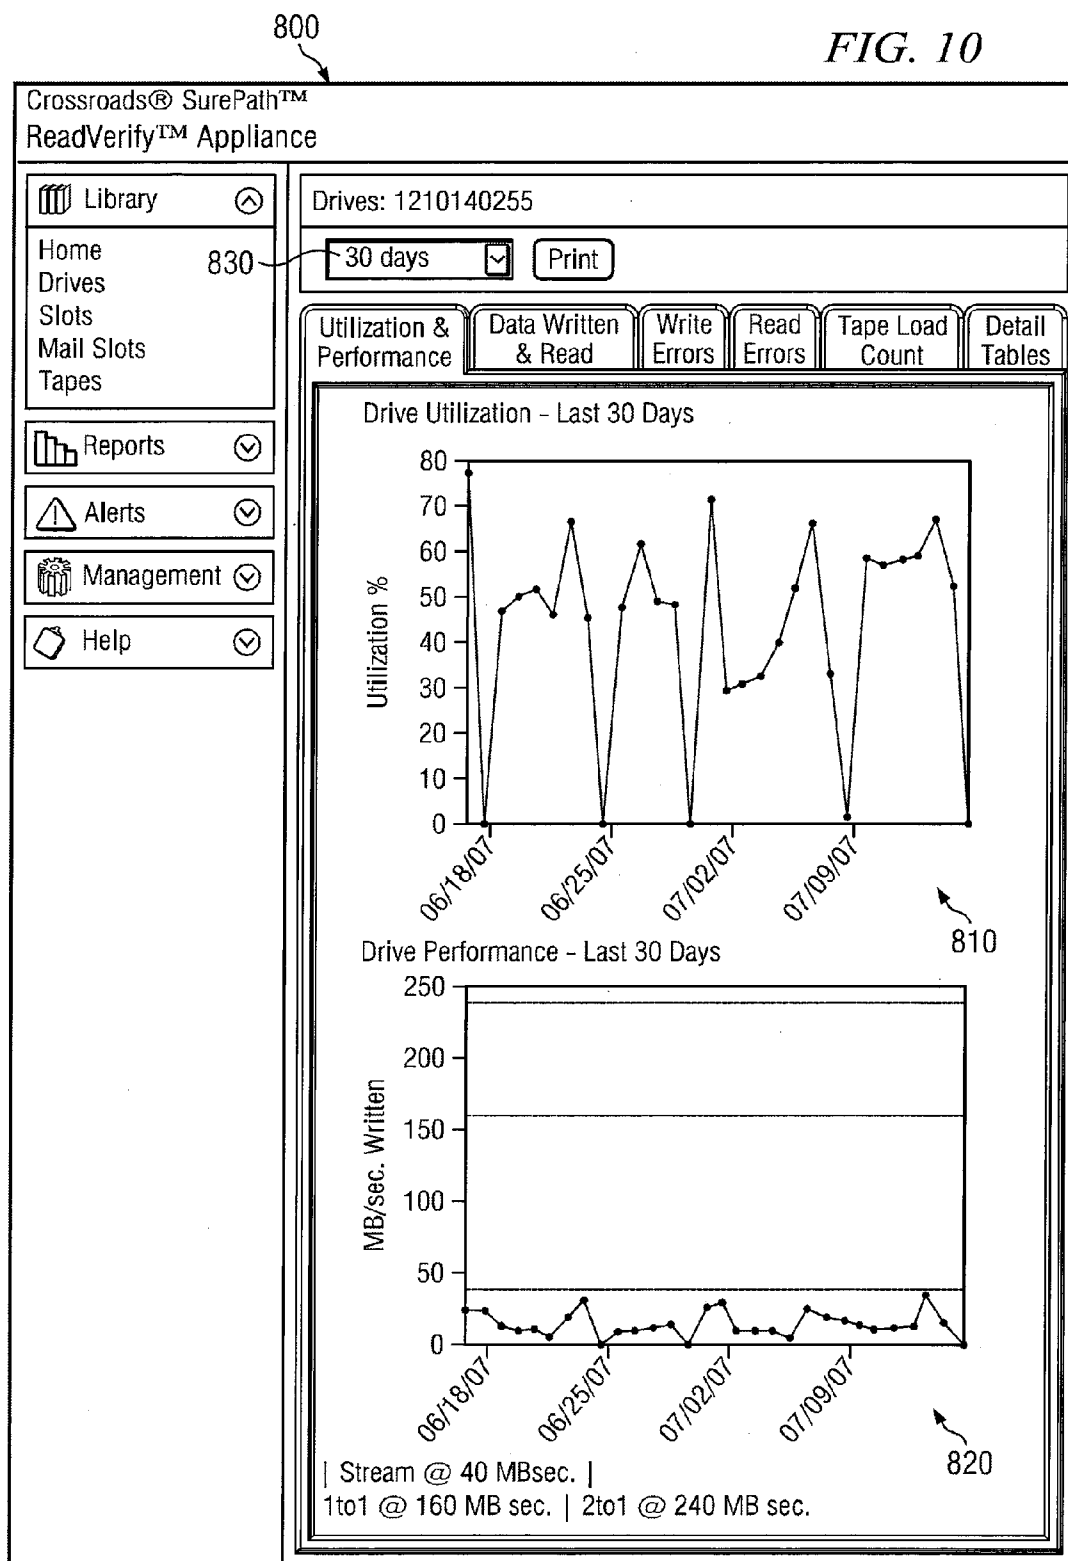 800
FIG. 10
Crossroads® SurePath™
ReadVerify™ Appliance
Library
Home
Drives
Slots
Mail Slots
Tapes
Reports
Alerts
Management
Help
Drives: 1210140255
830
30 days
Print
Utilization &
Performance
Data Written
& Read
Write
Errors
Read
Errors
Tape Load
Count
Detail
Tables
Drive Utilization - Last 30 Days
Utilization %
80
70
60
50
40
30
20
10
0
06/18/07
06/25/07
07/02/07
07/09/07
810
Drive Performance - Last 30 Days
MB/sec. Written
250
200
150
100
50
0
06/18/07
06/25/07
07/02/07
07/09/07
820
| Stream @ 40 MBsec. |
1to1 @ 160 MB sec. | 2to1 @ 240 MB sec.